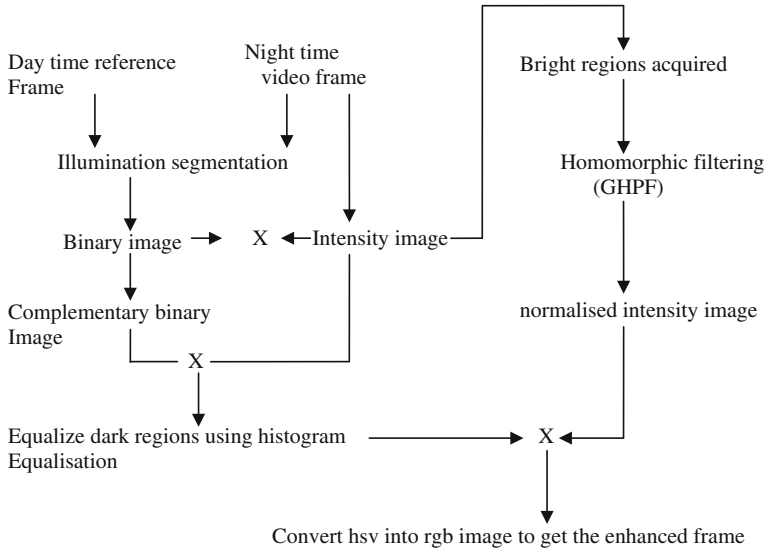 Day time reference
Frame
Night time
video frame
Bright regions acquired
Illumination segmentation
Homomorphic filtering
(GHPF)
Binary image
X
Intensity image
Complementary binary
Image
normalised intensity image
X
Equalize dark regions using histogram
Equalisation
X
Convert hsv into rgb image to get the enhanced frame